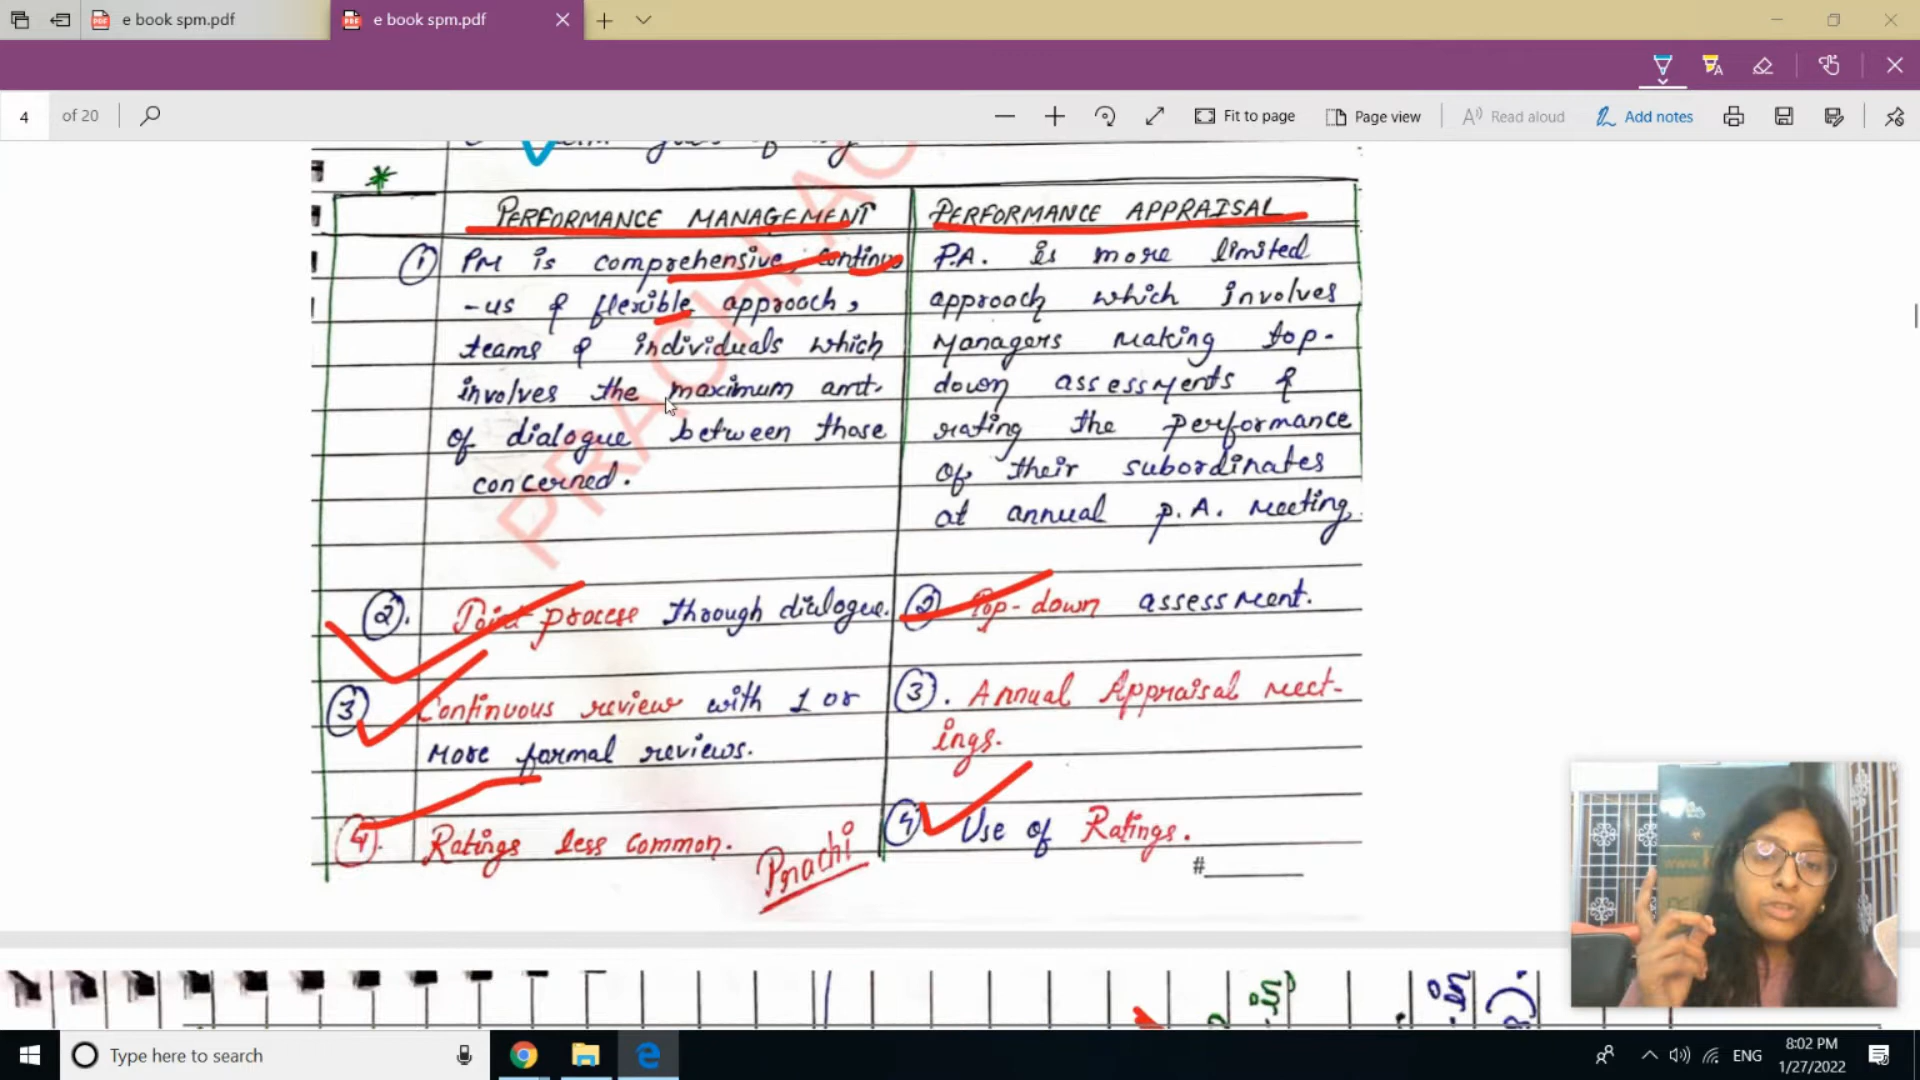 e book spm.pdf
e book spm.pdf
4 of 20
Fit to page
Page view
Read aloud
Add notes
PERFORMANCE MANAGEMENT
PERFORMANCE APPRAISAL
① PM is comprehensive, continuo
-us & flexible approach,
teams & individuals which
involves the maximum amt.
of dialogue between those
concerned.
P.A. is more limited
approach which involves
Managers making top-
down assessments &
rating the performance
of their subordinates
at annual P.A. Meeting.
②. Joint process through dialogue.
② Top-down assessment.
③ Continuous review with 1 or
More formal reviews.
③. Annual Appraisal meet-
ings.
④. Ratings less common.
④ Use of Ratings.
Prachi
#
PRACHI AC
Type here to search
ENG
8:02 PM
1/27/2022